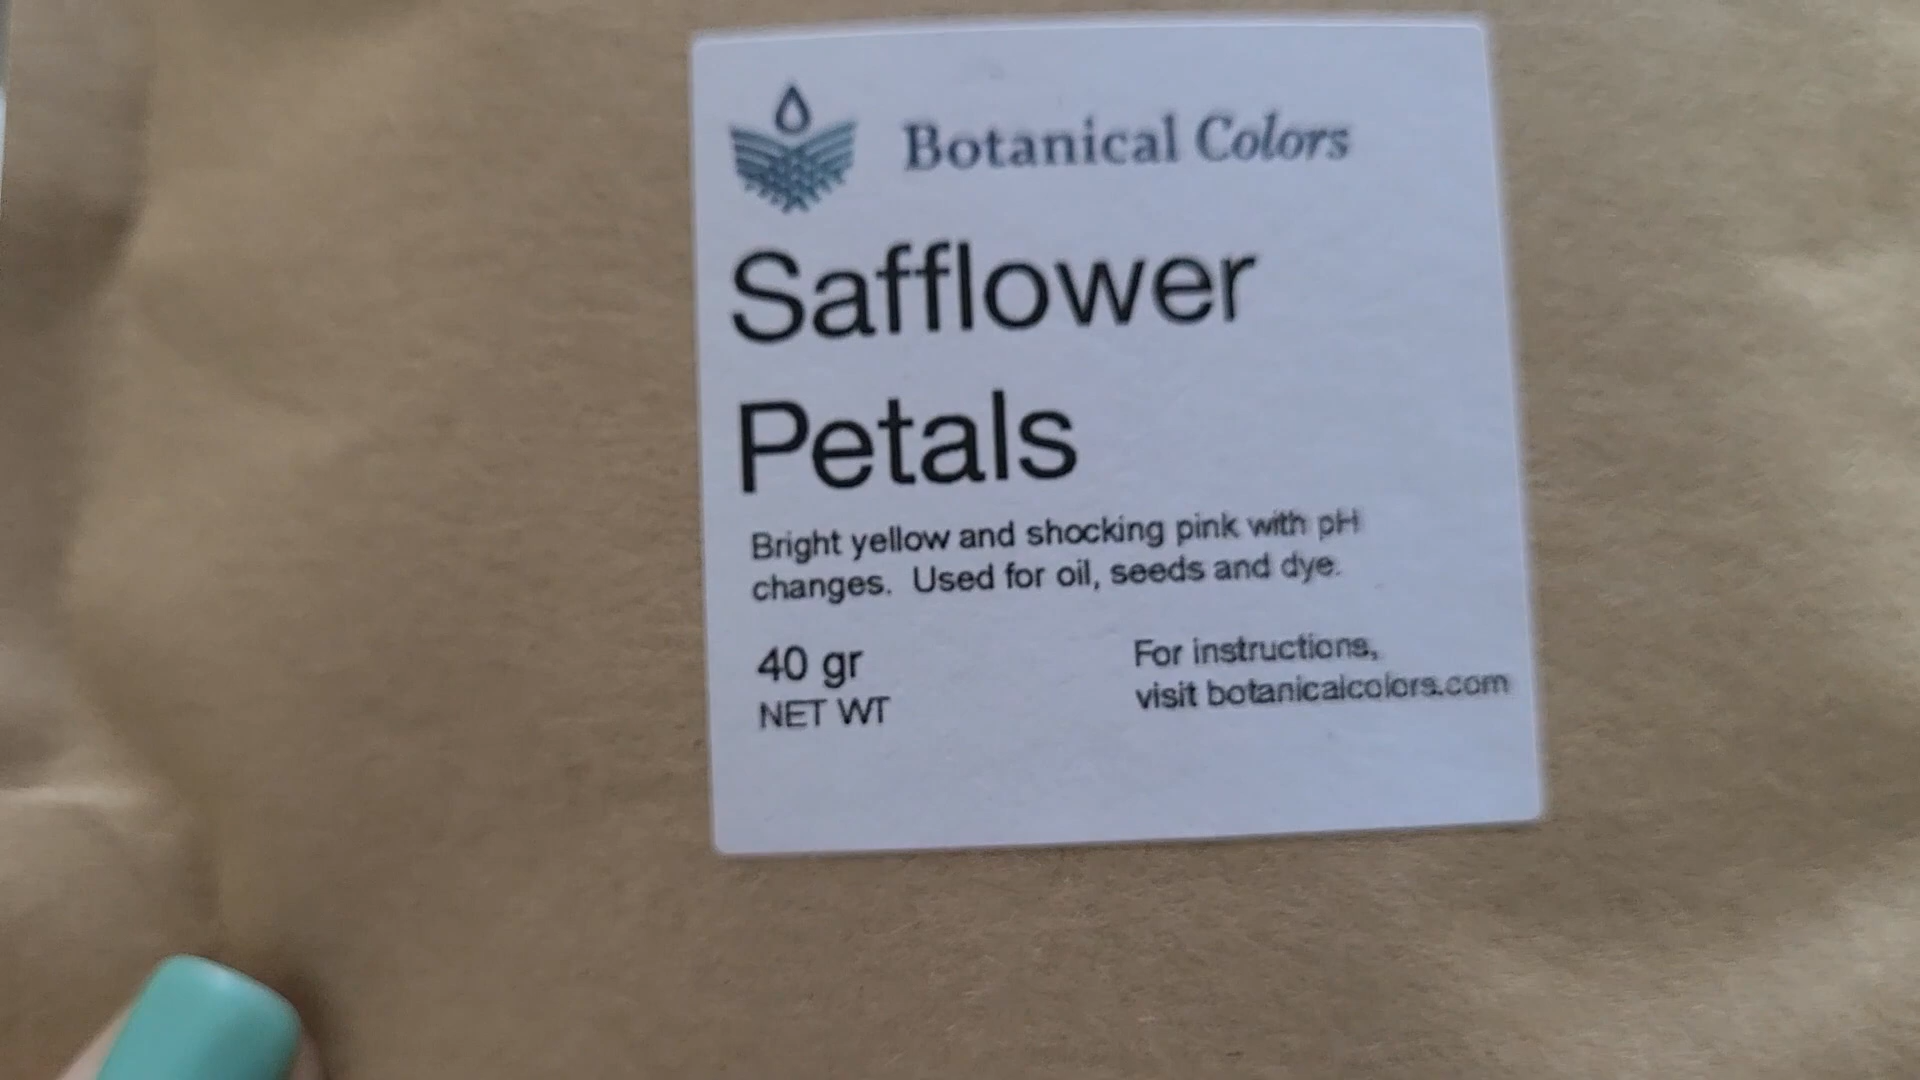 Botanical Colors
Safflower
Petals
Bright yellow and shocking pink with pH
changes. Used for oil, seeds and dye.
40 gr
NET WT
For instructions,
visit botanicalcolors.com